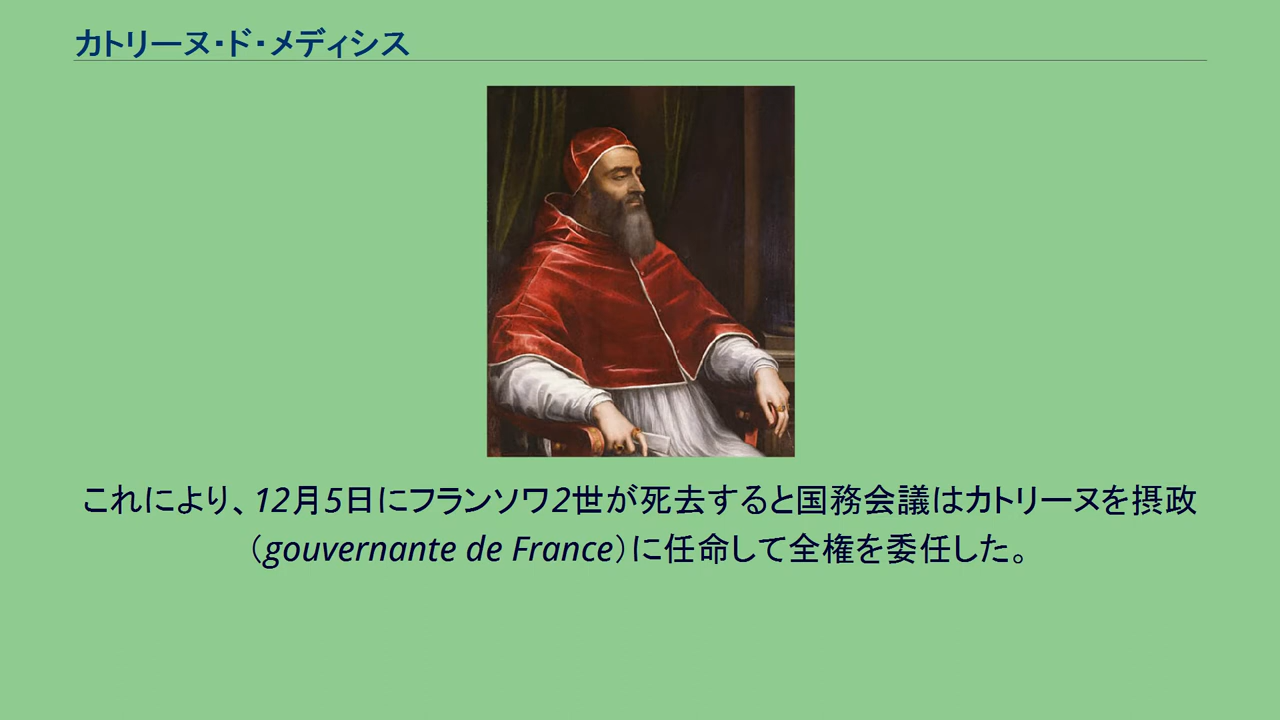 カトリーヌ・ド・メディシス
これにより、12月5日にフランソワ2世が死去すると国務会議はカトリーヌを摂政
（gouvernante de France）に任命して全権を委任した。